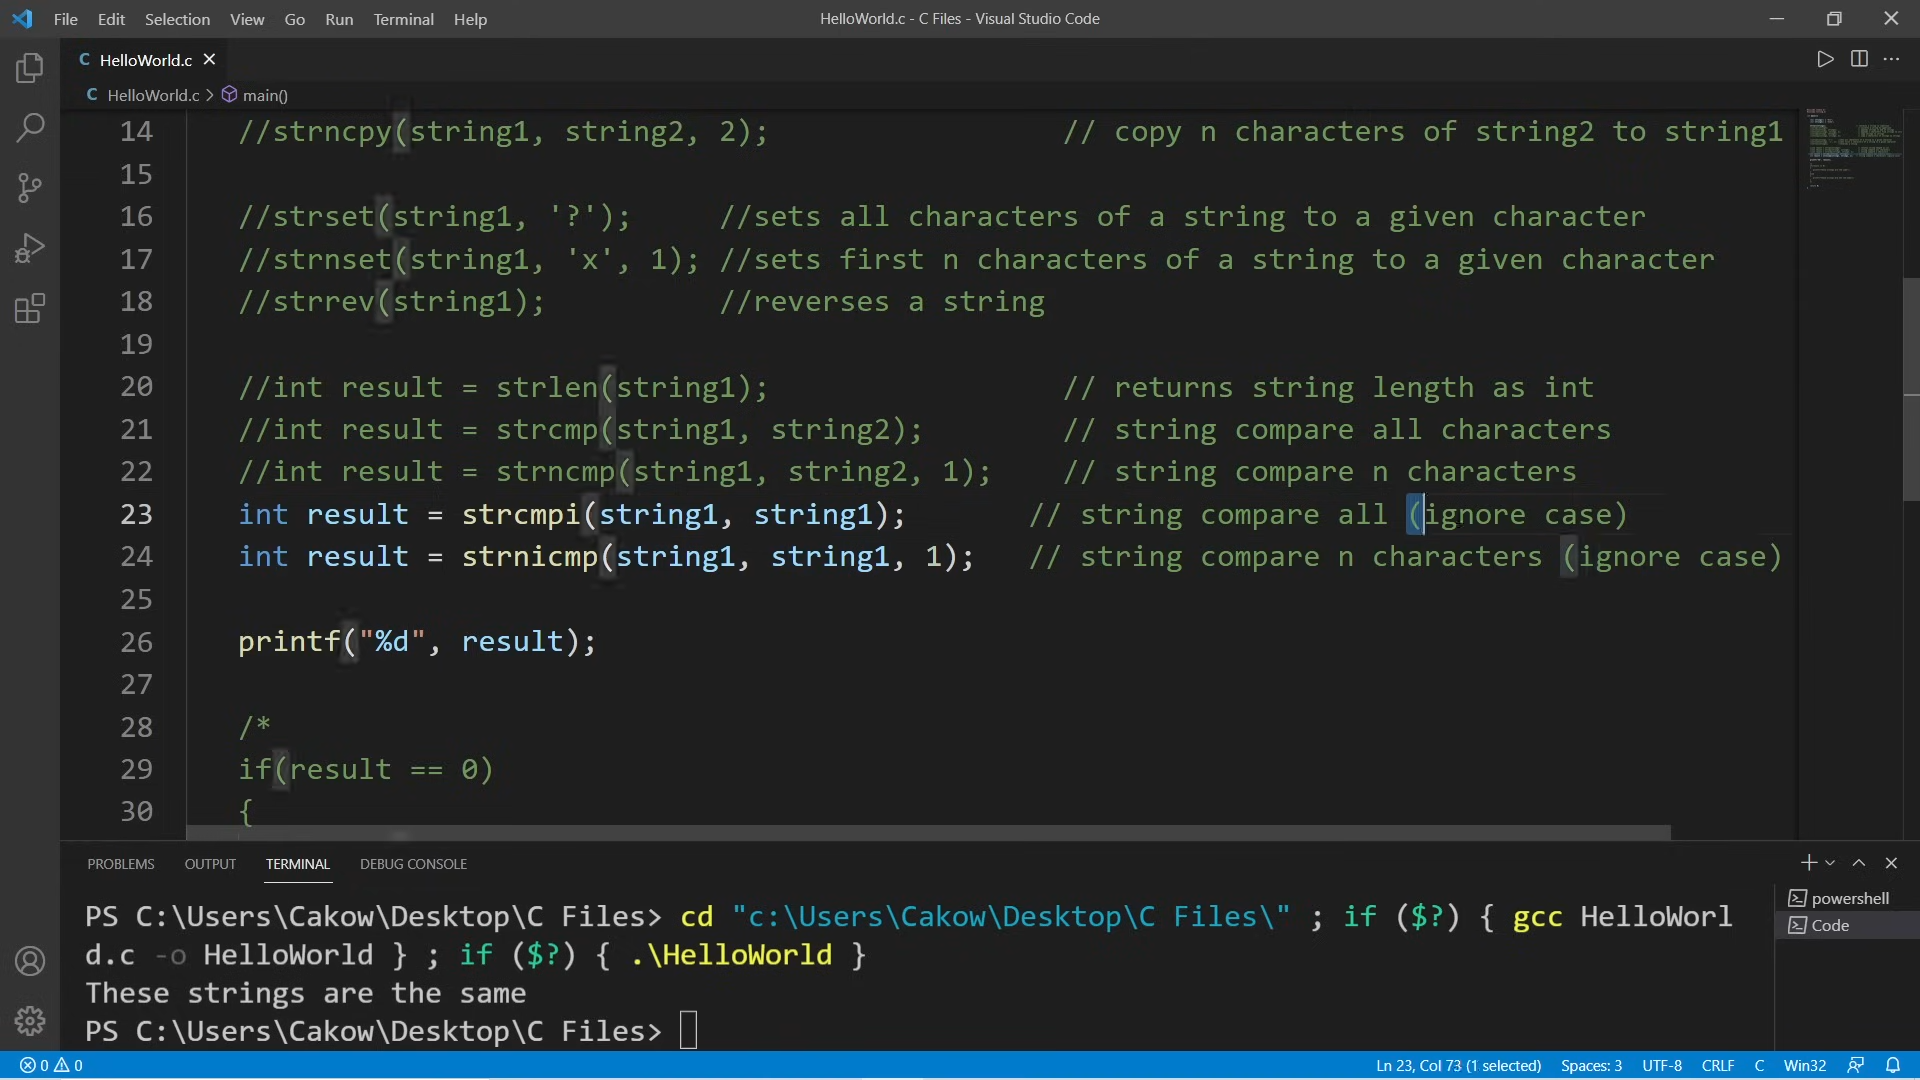 File Edit Selection View Go Run Terminal Help
HelloWorld.c - C Files - Visual Studio Code
C HelloWorld.c
C HelloWorld.c > main()
14 //strncpy(string1, string2, 2); // copy n characters of string2 to string1
15
16 //strset(string1, '?'); //sets all characters of a string to a given character
17 //strnset(string1, 'x', 1); //sets first n characters of a string to a given character
18 //strrev(string1); //reverses a string
19
20 //int result = strlen(string1); // returns string length as int
21 //int result = strcmp(string1, string2); // string compare all characters
22 //int result = strncmp(string1, string2, 1); // string compare n characters
23 int result = strcmpi(string1, string1); // string compare all (ignore case)
24 int result = strnicmp(string1, string1, 1); // string compare n characters (ignore case)
25
26 printf("%d", result);
27
28 /*
29 if(result == 0)
30 {
PROBLEMS OUTPUT TERMINAL DEBUG CONSOLE
PS C:\Users\Cakow\Desktop\C Files> cd "c:\Users\Cakow\Desktop\C Files\" ; if ($?) { gcc HelloWorl
d.c -o HelloWorld } ; if ($?) { .\HelloWorld }
These strings are the same
PS C:\Users\Cakow\Desktop\C Files>
powershell
Code
0 0
Ln 23, Col 73 (1 selected) Spaces: 3 UTF-8 CRLF C Win32